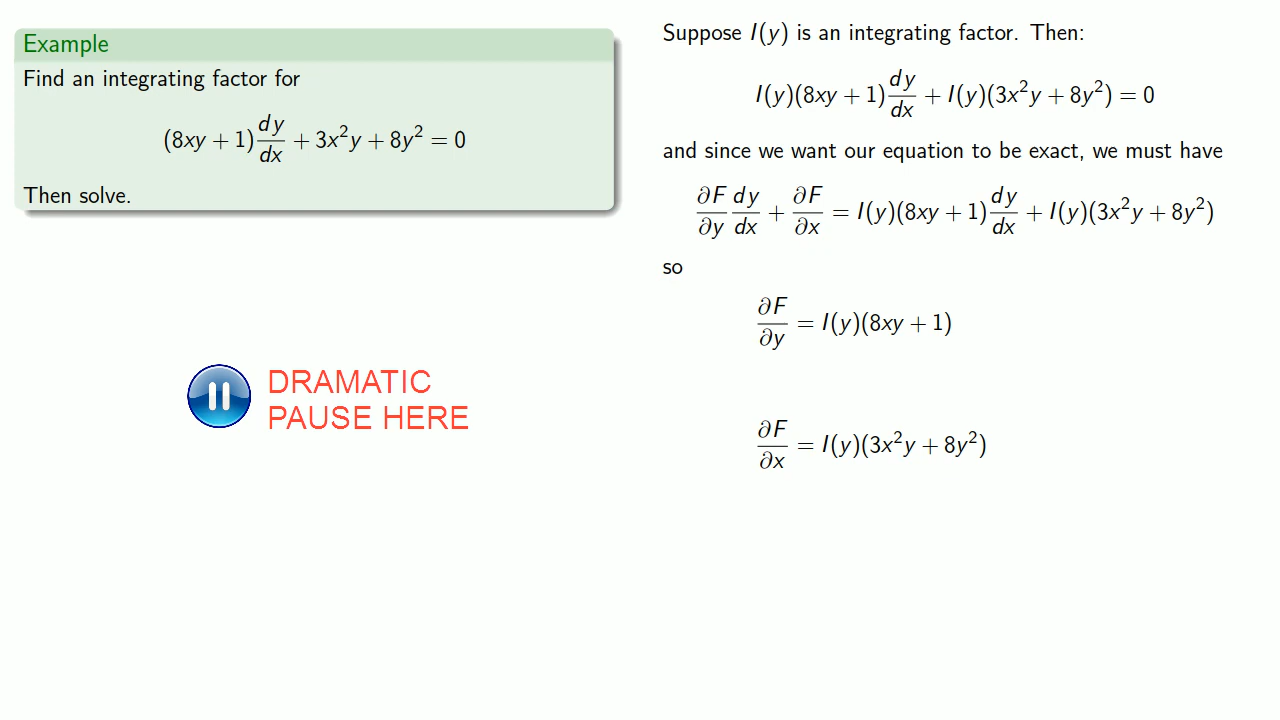 Example
Find an integrating factor for
(8xy + 1) dy/dx + 3x²y + 8y² = 0
Then solve.
DRAMATIC
PAUSE HERE
Suppose I(y) is an integrating factor. Then:
I(y)(8xy + 1) dy/dx + I(y)(3x²y + 8y²) = 0
and since we want our equation to be exact, we must have
∂F/∂y dy/dx + ∂F/∂x = I(y)(8xy + 1) dy/dx + I(y)(3x²y + 8y²)
so
∂F/∂y = I(y)(8xy + 1)
∂F/∂x = I(y)(3x²y + 8y²)